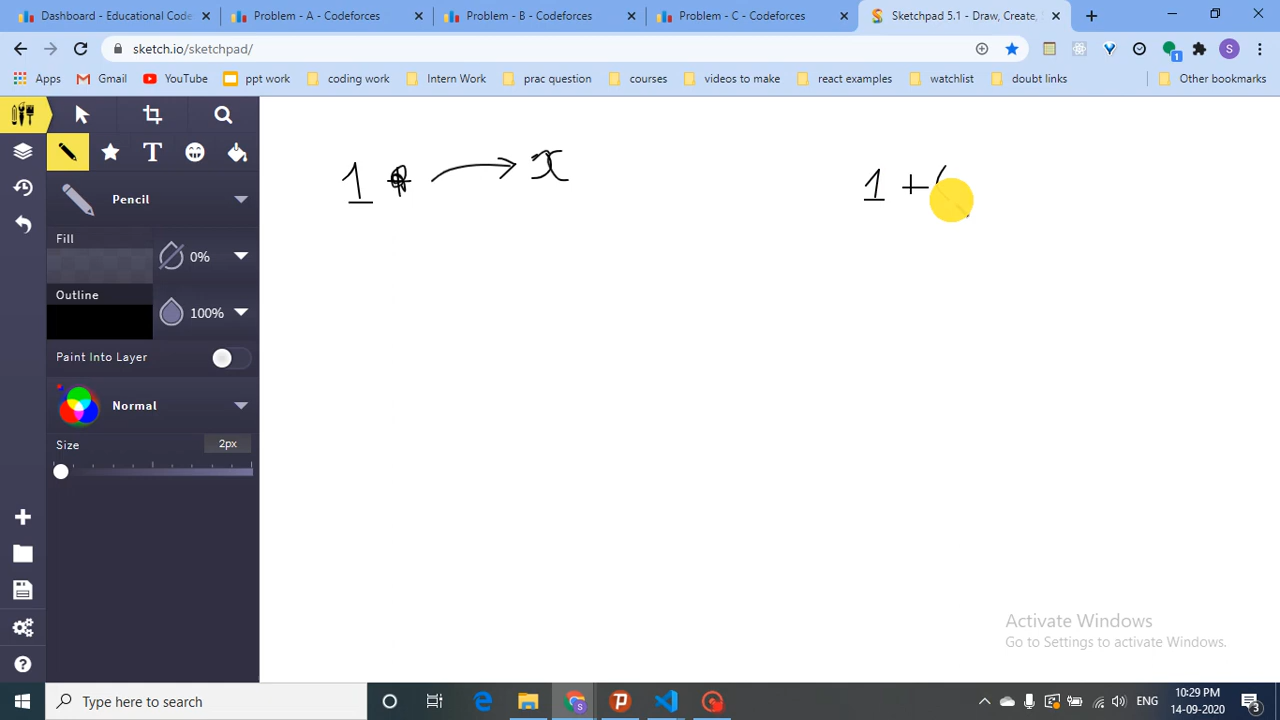 Dashboard - Educational Codeforc
Problem - A - Codeforces
Problem - B - Codeforces
Problem - C - Codeforces
Sketchpad 5.1 - Draw, Create,
sketch.io/sketchpad/
S
1
Apps
Gmail
YouTube
ppt work
coding work
Intern Work
prac question
courses
videos to make
react examples
watchlist
doubt links
Other bookmarks
T
Pencil
Fill
0%
Outline
100%
Paint Into Layer
Normal
Size
2px
1 → x
1 + (
Activate Windows
Go to Settings to activate Windows.
Type here to search
ENG
10:29 PM
14-09-2020
3